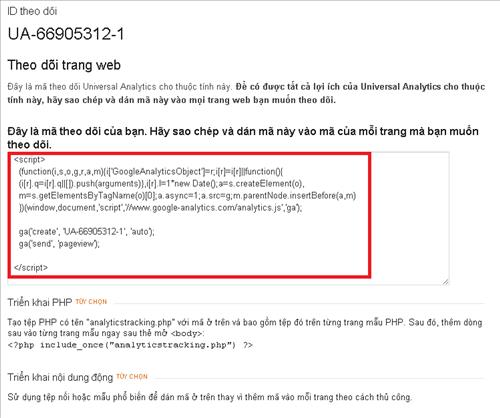 ID theo dõi
UA-66905312-1
Theo dõi trang web
Đây là mã theo dõi Universal Analytics cho thuộc tính này. Để có được tất cả lợi ích của Universal Analytics cho thuộc
tính này, hãy sao chép và dán mã này vào mọi trang web bạn muốn theo dõi.
Đây là mã theo dõi của bạn. Hãy sao chép và dán mã này vào mã của mỗi trang mà bạn muốn
theo dõi.
<script>
(function(i,s,o,g,r,a,m){i['GoogleAnalyticsObject']=r;i[r]=i[r]||function(){
(i[r].q=i[r].q||[]).push(arguments)},i[r].l=1*new Date();a=s.createElement(o),
m=s.getElementsByTagName(o)[0];a.async=1;a.src=g;m.parentNode.insertBefore(a,m)
})(window,document,'script','//www.google-analytics.com/analytics.js','ga');
ga('create', 'UA-66905312-1', 'auto');
ga('send', 'pageview');
</script>
Triển khai PHP TÙY CHỌN
Tạo tệp PHP có tên "analyticstracking.php" với mã ở trên và bao gồm tệp đó trên từng trang mẫu PHP. Sau đó, thêm dòng
sau vào từng trang mẫu ngay sau thẻ mở <body>:
<?php include_once("analyticstracking.php") ?>
Triển khai nội dung động TÙY CHỌN
Sử dụng tệp nối hoặc mẫu phổ biến để dán mã ở trên thay vì thêm mã vào mỗi trang theo cách thủ công.